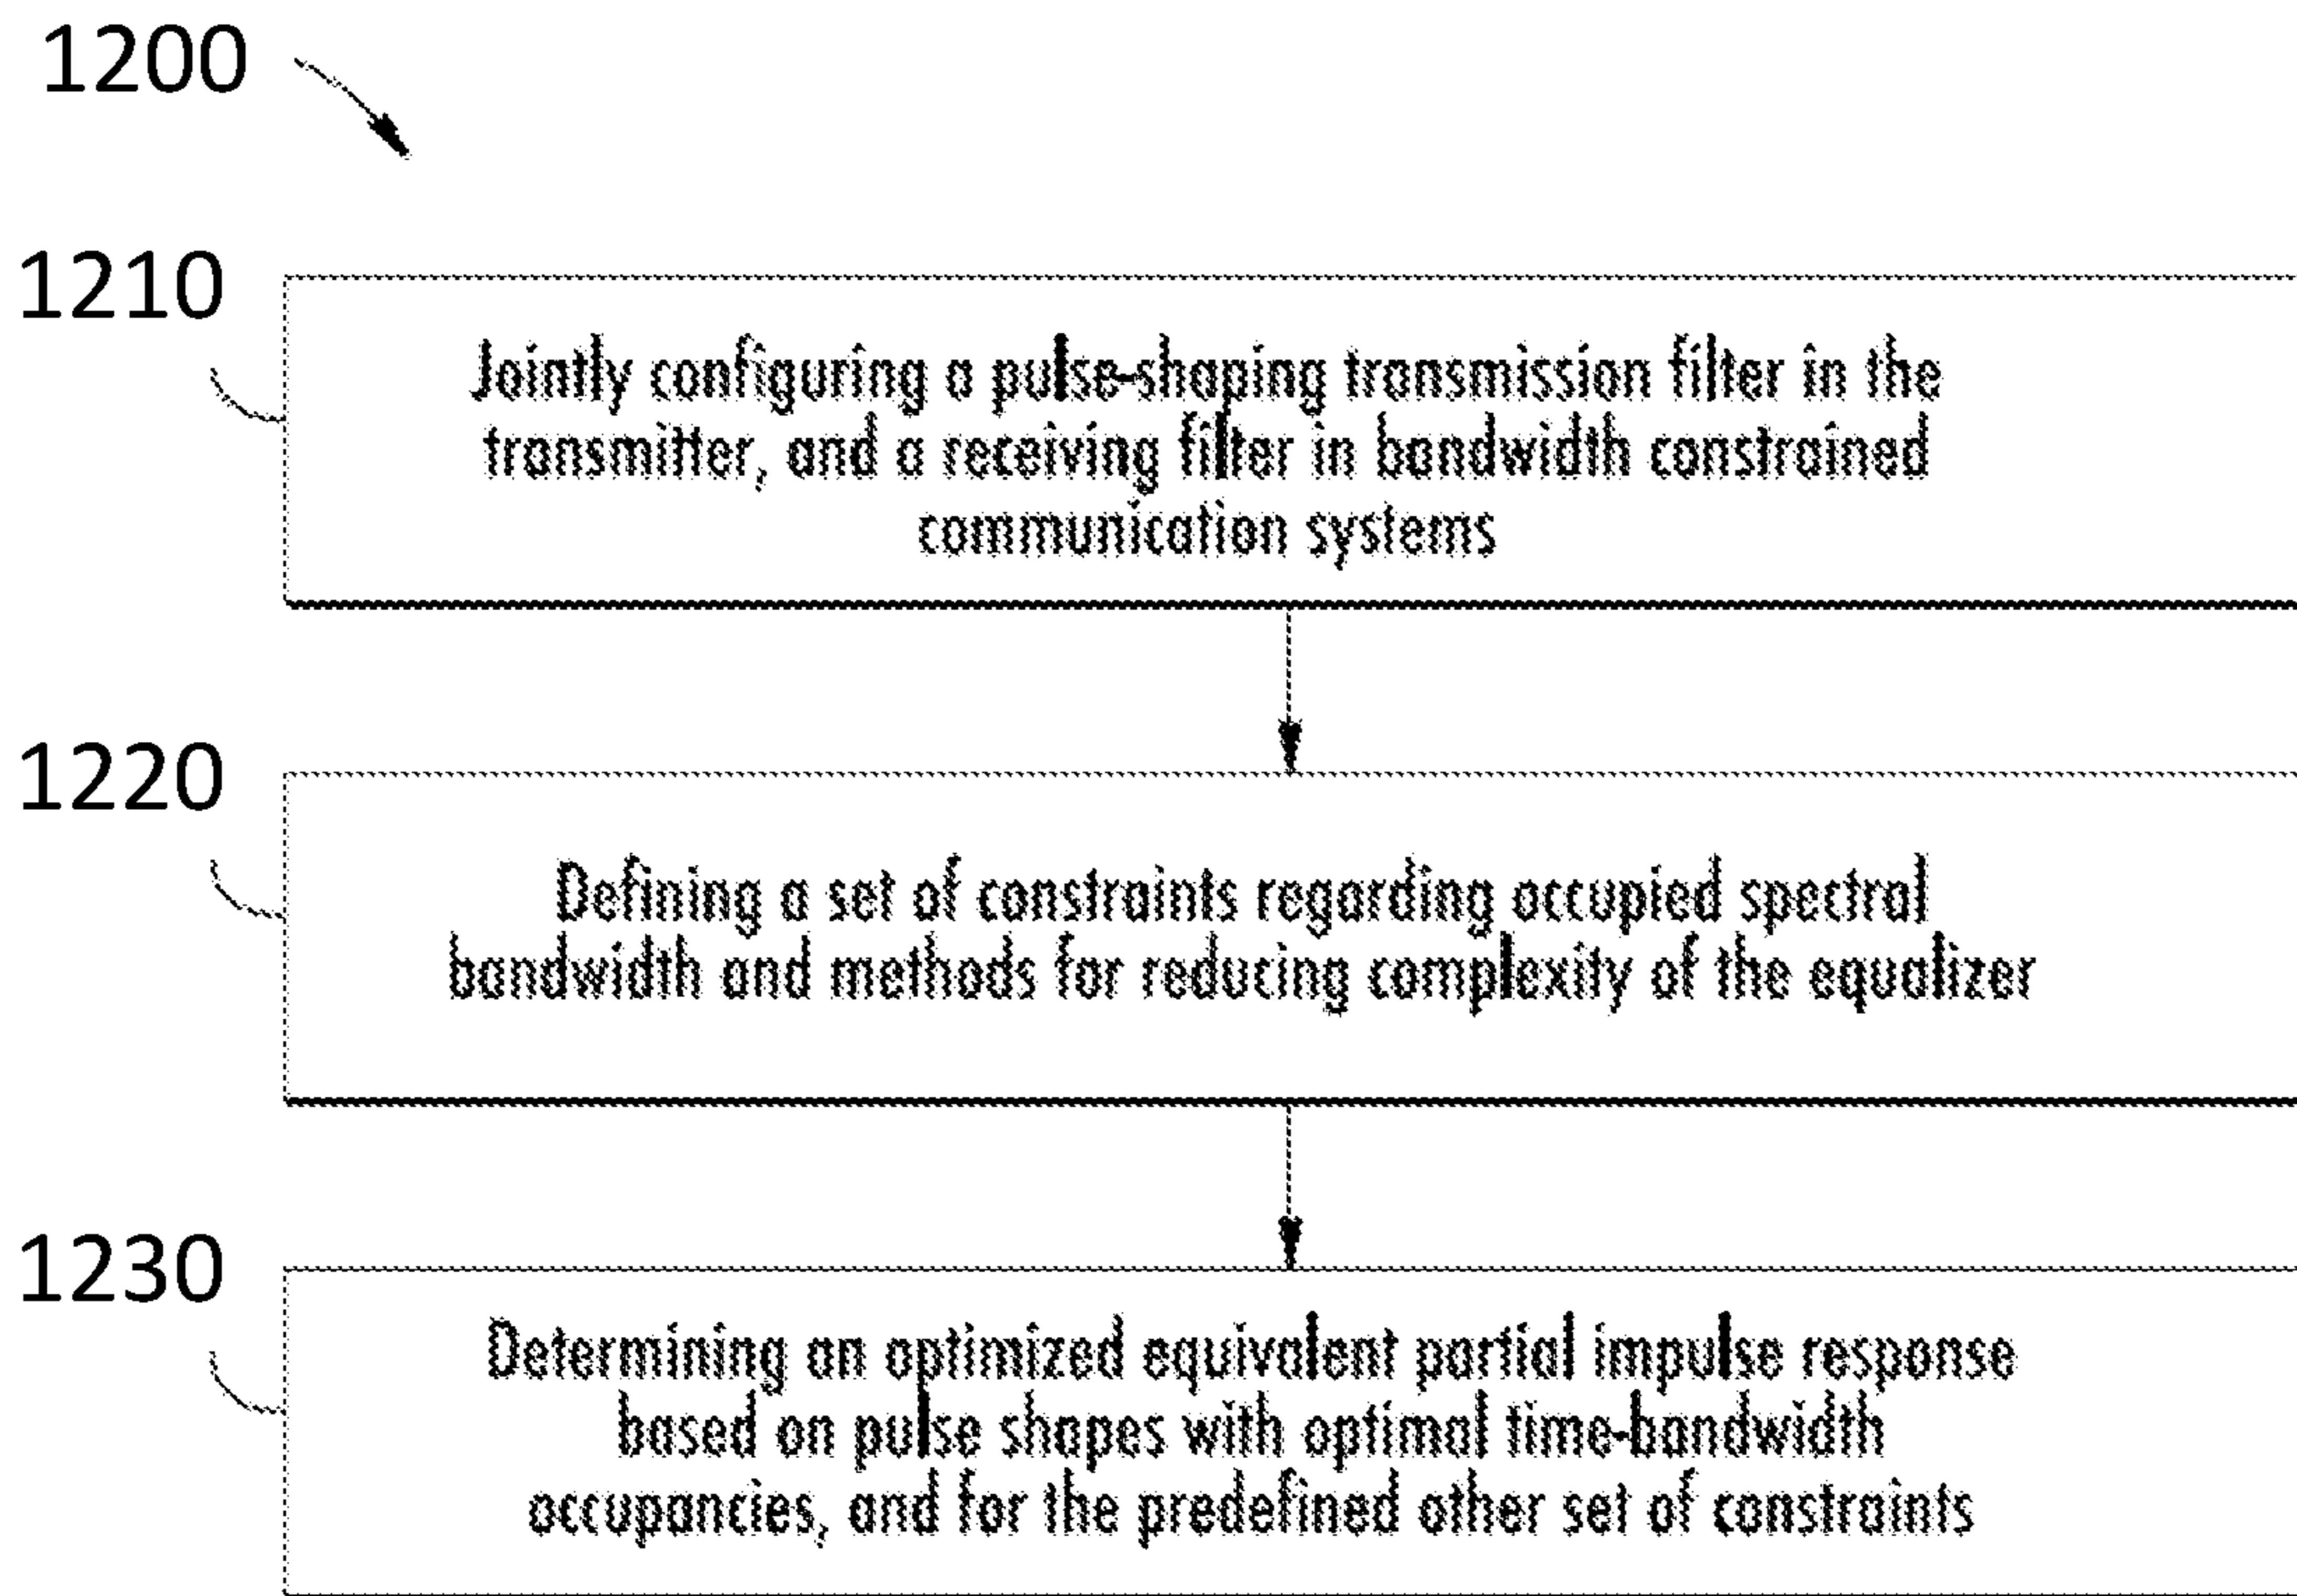 1200
1210
Jointly configuring a pulse-shaping transmission filter in the
transmitter, and a receiving filter in bandwidth constrained
communication systems
1220
Defining a set of constraints regarding occupied spectral
bandwidth and methods for reducing complexity of the equalizer
1230
Determining an optimized equivalent partial impulse response
based on pulse shapes with optimal time-bandwidth
occupancies, and for the predefined other set of constraints